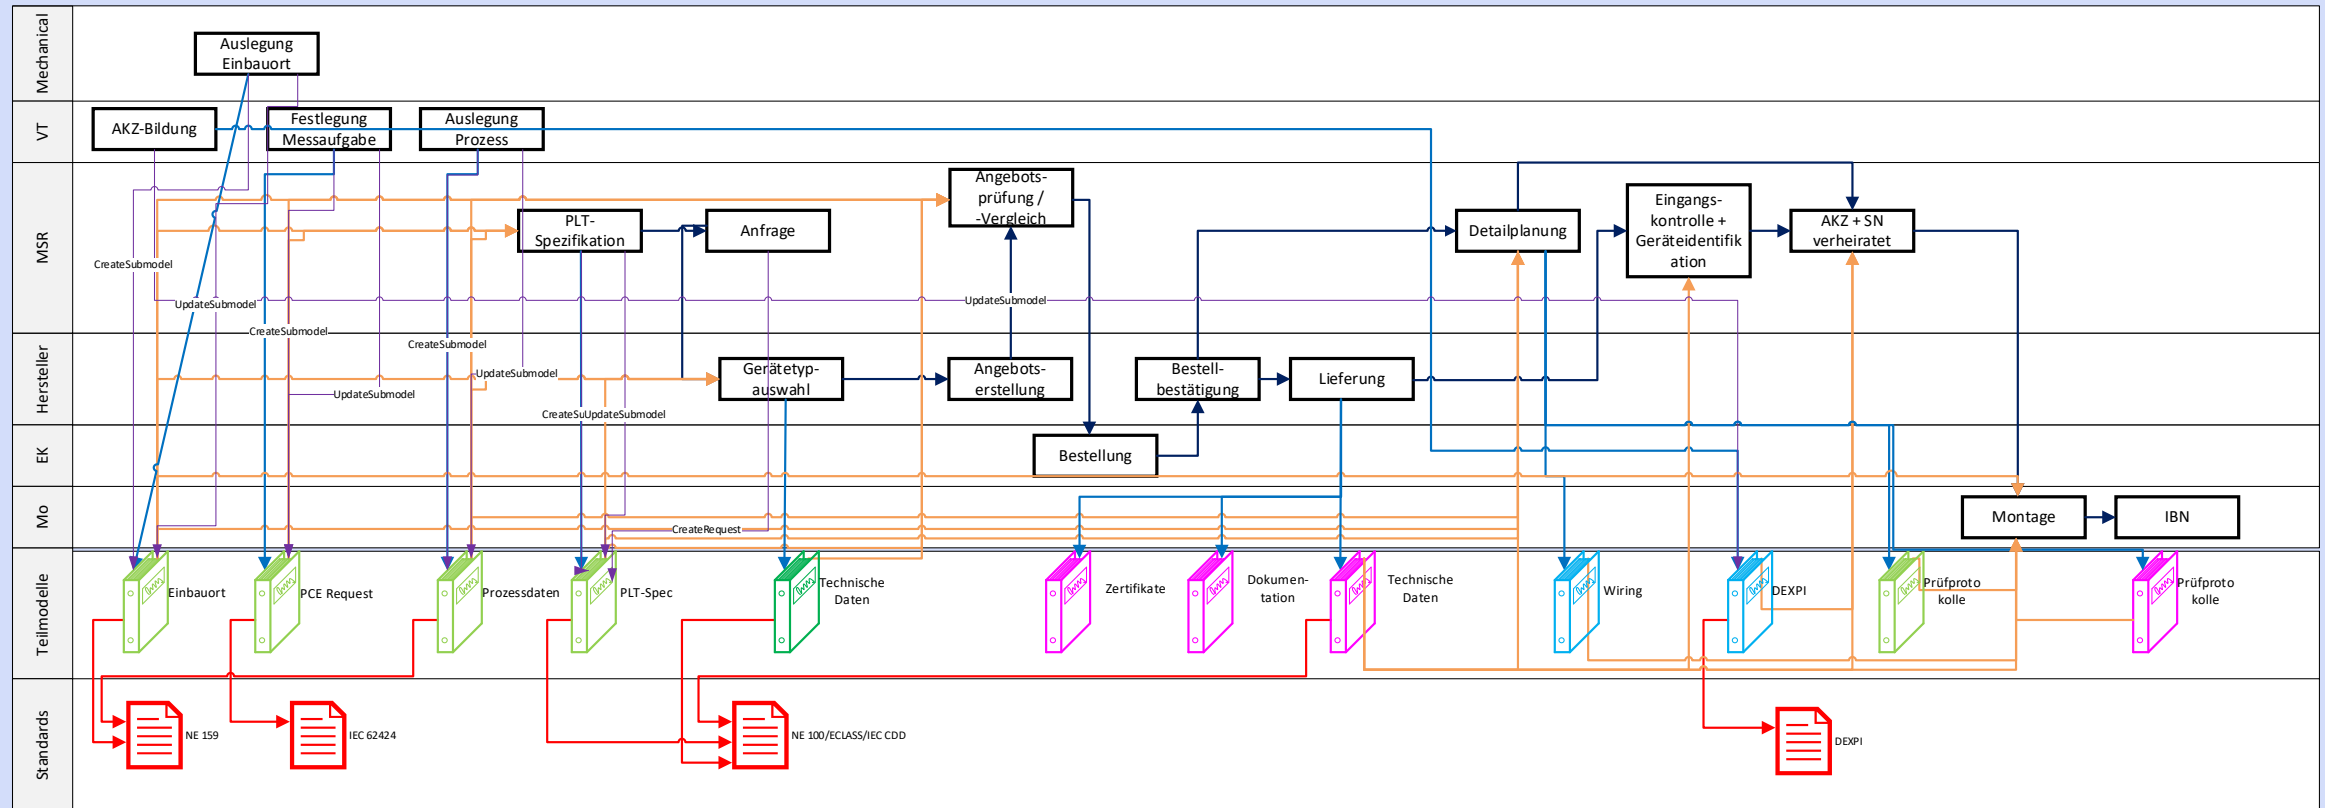 Mechanical
Auslegung
Einbauort
VT
AKZ-Bildung
Festlegung
Messaufgabe
Auslegung
Prozess
MSR
PLT-
Spezifikation
Anfrage
Angebots-
prüfung /
-Vergleich
Detailplanung
Eingangs-
kontrolle +
Geräteidentifik
ation
AKZ + SN
verheiratet
CreateSubmodel
UpdateSubmodel
UpdateSubmodel
CreateSubmodel
Hersteller
CreateSubmodel
UpdateSubmodel
UpdateSubmodel
CreateSuUpdateSubmodel
Gerätetyp-
auswahl
Angebots-
erstellung
Bestell-
bestätigung
Lieferung
EK
Bestellung
Mo
CreateRequest
Montage
IBN
Teilmodelle
Einbauort
PCE Request
Prozessdaten
PLT-Spec
Technische
Daten
Zertifikate
Dokumen-
tation
Technische
Daten
Wiring
DEXPI
Prüfproto
kolle
Prüfproto
kolle
Standards
NE 159
IEC 62424
NE 100/ECLASS/IEC CDD
DEXPI